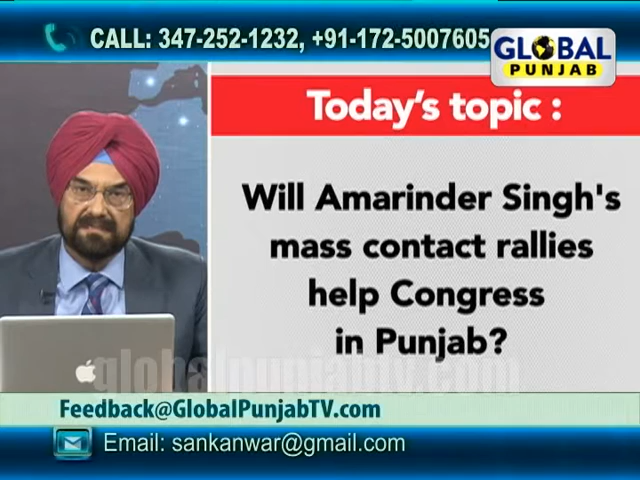 CALL: 347-252-1232, +91-172-5007605
GLOBAL
PUNJAB
Today's topic :
Will Amarinder Singh's
mass contact rallies
help Congress
in Punjab?
globalpunjabtv.com
Feedback@GlobalPunjabTV.com
Email: sankanwar@gmail.com